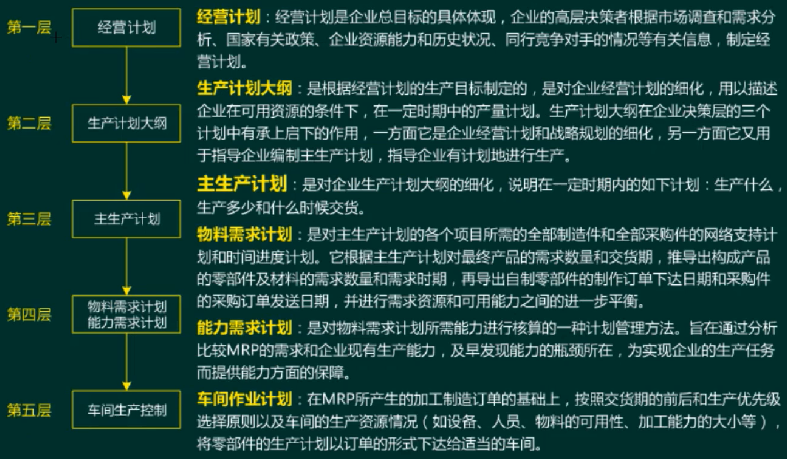 第一层
经营计划
经营计划：经营计划是企业总目标的具体体现，企业的高层决策者根据市场调查和需求分
析、国家有关政策、企业资源能力和历史状况、同行竞争对手的情况等有关信息，制定经
营计划。
第二层
生产计划大纲
生产计划大纲：是根据经营计划的生产目标制定的，是对企业经营计划的细化，用以描述
企业在可用资源的条件下，在一定时期中的产量计划。生产计划大纲在企业决策层的三个
计划中有承上启下的作用，一方面它是企业经营计划和战略规划的细化，另一方面它又用
于指导企业编制主生产计划，指导企业有计划地进行生产。
第三层
主生产计划
主生产计划：是对企业生产计划大纲的细化，说明在一定时期内的如下计划：生产什么，
生产多少和什么时候交货。
第四层
物料需求计划
能力需求计划
物料需求计划：是对主生产计划的各个项目所需的全部制造件和全部采购件的网络支持计
划和时间进度计划。它根据主生产计划对最终产品的需求数量和交货期，推导出构成产品
的零部件及材料的需求数量和需求时期，再导出自制零部件的制作订单下达日期和采购件
的采购订单发送日期，并进行需求资源和可用能力之间的进一步平衡。
能力需求计划：是对物料需求计划所需能力进行核算的一种计划管理方法。旨在通过分析
比较MRP的需求和企业现有生产能力，及早发现能力的瓶颈所在，为实现企业的生产任务
而提供能力方面的保障。
第五层
车间生产控制
车间作业计划：在MRP所产生的加工制造订单的基础上，按照交货期的前后和生产优先级
选择原则以及车间的生产资源情况（如设备、人员、物料的可用性、加工能力的大小等），
将零部件的生产计划以订单的形式下达给适当的车间。